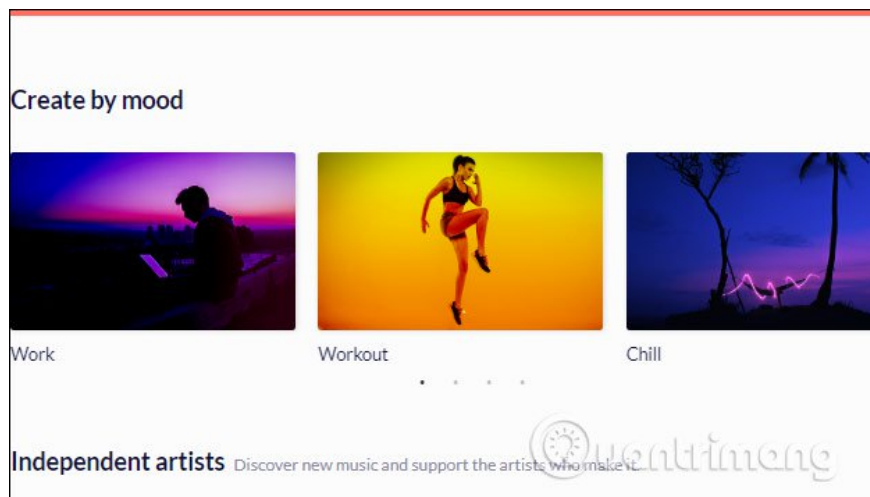 Create by mood
Work
Workout
Chill
Independent artists Discover new music and support the artists who make it.
Quantrimang